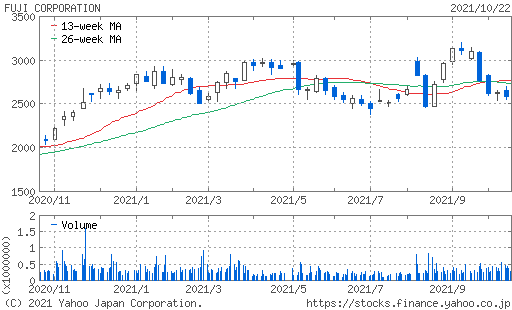 FUJI CORPORATION 2021/10/22
13-week MA
26-week MA
3500
3000
2500
2000
1500
2020/11 2021/1 2021/3 2021/5 2021/7 2021/9
Volume
2
1.5
1
0.5
0
(x1000000)
2020/11 2021/1 2021/3 2021/5 2021/7 2021/9
(C) 2021 Yahoo Japan Corporation. https://stocks.finance.yahoo.co.jp/